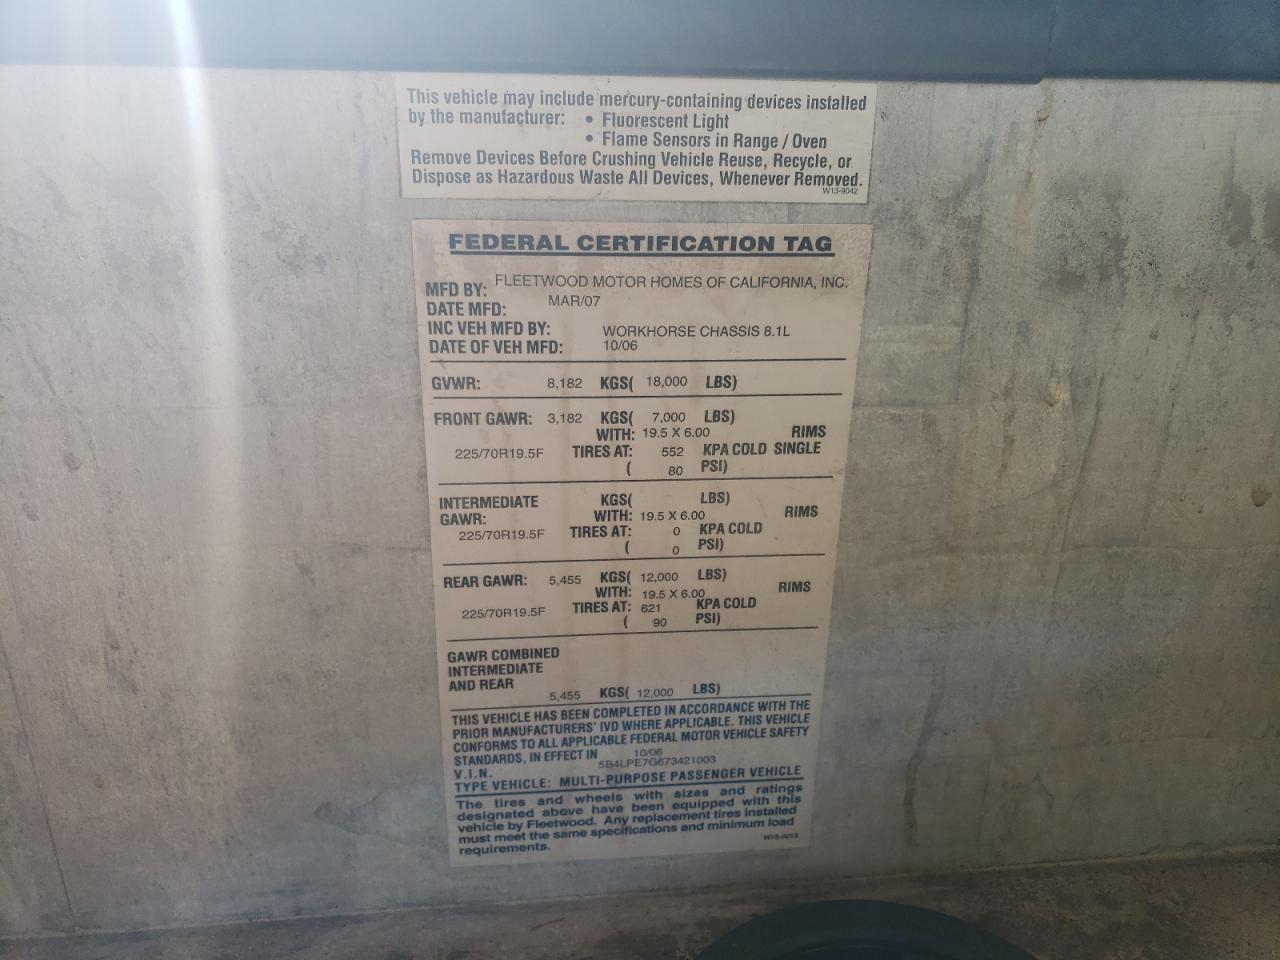 This vehicle may include mercury-containing devices installed
by the manufacturer: • Fluorescent Light
• Flame Sensors in Range / Oven
Remove Devices Before Crushing Vehicle Reuse, Recycle, or
Dispose as Hazardous Waste All Devices, Whenever Removed.
W13-9042
FEDERAL CERTIFICATION TAG
MFD BY: FLEETWOOD MOTOR HOMES OF CALIFORNIA, INC.
DATE MFD: MAR/07
INC VEH MFD BY: WORKHORSE CHASSIS 8.1L
DATE OF VEH MFD: 10/06
GVWR: 8,182 KGS( 18,000 LBS)
FRONT GAWR: 3,182 KGS( 7,000 LBS)
WITH: 19.5 X 6.00 RIMS
225/70R19.5F TIRES AT: 552 KPA COLD SINGLE
( 80 PSI)
INTERMEDIATE KGS( LBS)
GAWR: WITH: 19.5 X 6.00 RIMS
225/70R19.5F TIRES AT: 0 KPA COLD
( 0 PSI)
REAR GAWR: 5,455 KGS( 12,000 LBS)
WITH: 19.5 X 6.00 RIMS
225/70R19.5F TIRES AT: 621 KPA COLD
( 90 PSI)
GAWR COMBINED
INTERMEDIATE
AND REAR
5,455 KGS( 12,000 LBS)
THIS VEHICLE HAS BEEN COMPLETED IN ACCORDANCE WITH THE
PRIOR MANUFACTURERS' IVD WHERE APPLICABLE. THIS VEHICLE
CONFORMS TO ALL APPLICABLE FEDERAL MOTOR VEHICLE SAFETY
STANDARDS, IN EFFECT IN 10/06
V.I.N. 5B4LPE7G673421003
TYPE VEHICLE: MULTI-PURPOSE PASSENGER VEHICLE
The tires and wheels with sizes and ratings
designated above have been equipped with this
vehicle by Fleetwood. Any replacement tires installed
must meet the same specifications and minimum load
requirements.